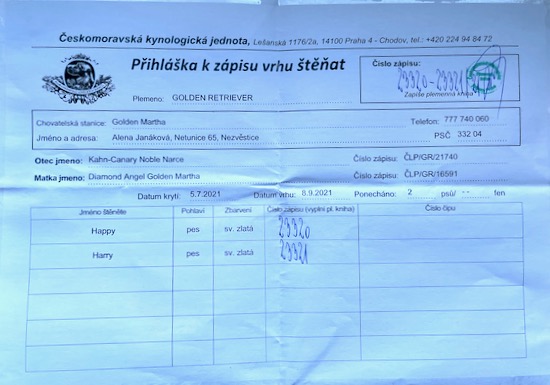 Českomoravská kynologická jednota, Lešanská 1176/2a, 14100 Praha 4 - Chodov, tel.: +420 224 94 84 72
Přihláška k zápisu vrhu štěňat
Číslo zápisu:
29320-29321
Zapíše plemenná kniha
Plemeno: GOLDEN RETRIEVER
Chovatelská stanice: Golden Martha Telefon: 777 740 060
Jméno a adresa: Alena Janáková, Netunice 65, Nezvěstice PSČ 332 04
Otec jmeno: Kahn-Canary Noble Narce Číslo zápisu: ČLP/GR/21740
Matka jmeno: Diamond Angel Golden Martha Číslo zápisu: ČLP/GR/16591
Datum krytí: 5.7.2021 Datum vrhu: 8.9.2021 Ponecháno: 2 psů/ -- fen
Jméno štěněte Pohlaví Zbarvení Číslo zápisu (vyplní pl. kniha) Číslo čipu
Happy pes sv. zlatá 29320
Harry pes sv. zlatá 29321